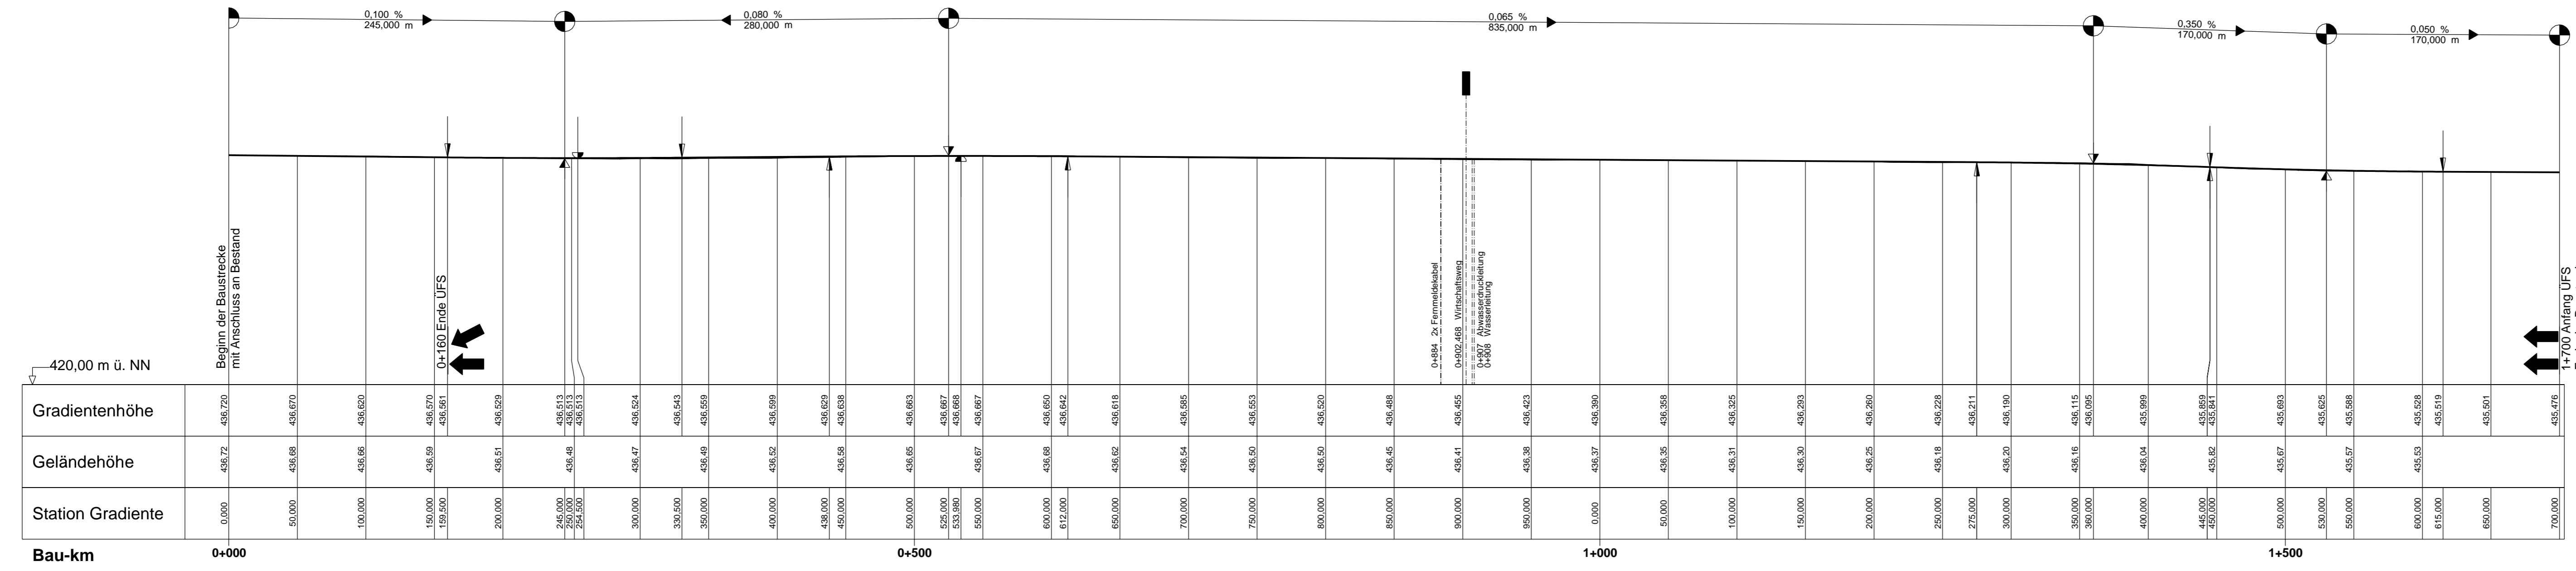 0,100 %
245,000 m
0,080 %
280,000 m
0,065 %
835,000 m
0,350 %
170,000 m
0,050 %
170,000 m
Beginn der Baustrecke
mit Anschluss an Bestand
0+160 Ende ÜFS
0+884 2x Fernmeldekabel
0+902,468 Wirtschaftsweg
0+907 Abwasserdruckleitung
0+908 Wasserleitung
1+700 Anfang ÜFS
420,00 m ü. NN
Gradientenhöhe
436,720 436,670 436,620 436,570 436,561 436,529 436,513 436,513 436,513 436,524 436,543 436,559 436,599 436,629 436,638 436,663 436,667 436,668 436,667 436,650 436,642 436,618 436,585 436,553 436,520 436,488 436,455 436,423 436,390 436,358 436,325 436,293 436,260 436,228 436,211 436,190 436,115 436,095 435,999 435,859 435,841 435,693 435,625 435,588 435,528 435,519 435,501 435,476
Geländehöhe
436,72 436,68 436,66 436,59 436,51 436,48 436,47 436,49 436,52 436,58 436,65 436,67 436,68 436,62 436,54 436,50 436,50 436,45 436,41 436,38 436,37 436,35 436,31 436,30 436,25 436,18 436,20 436,16 436,04 435,82 435,67 435,57 435,53
Station Gradiente
0,000 50,000 100,000 150,000 159,500 200,000 245,000 250,000 254,500 300,000 330,500 350,000 400,000 438,000 450,000 500,000 525,000 533,980 550,000 600,000 612,000 650,000 700,000 750,000 800,000 850,000 900,000 950,000 0,000 50,000 100,000 150,000 200,000 250,000 275,000 300,000 350,000 360,000 400,000 445,000 450,000 500,000 530,000 550,000 600,000 615,000 650,000 700,000
Bau-km
0+000 0+500 1+000 1+500